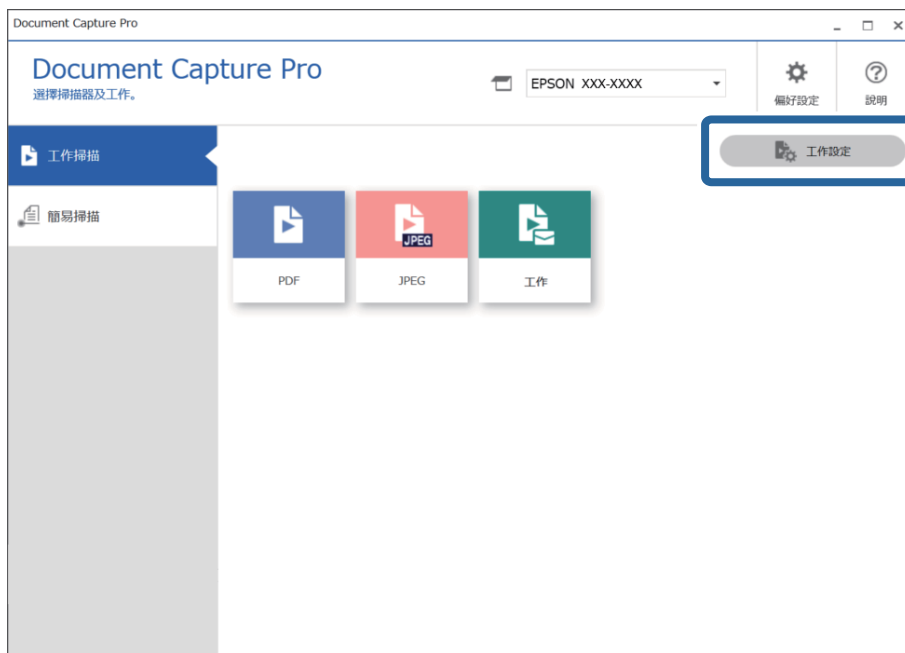 Document Capture Pro
Document Capture Pro
選擇掃描器及工作。
EPSON XXX-XXXX
偏好設定
說明
工作掃描
工作設定
簡易掃描
JPEG
PDF
JPEG
工作